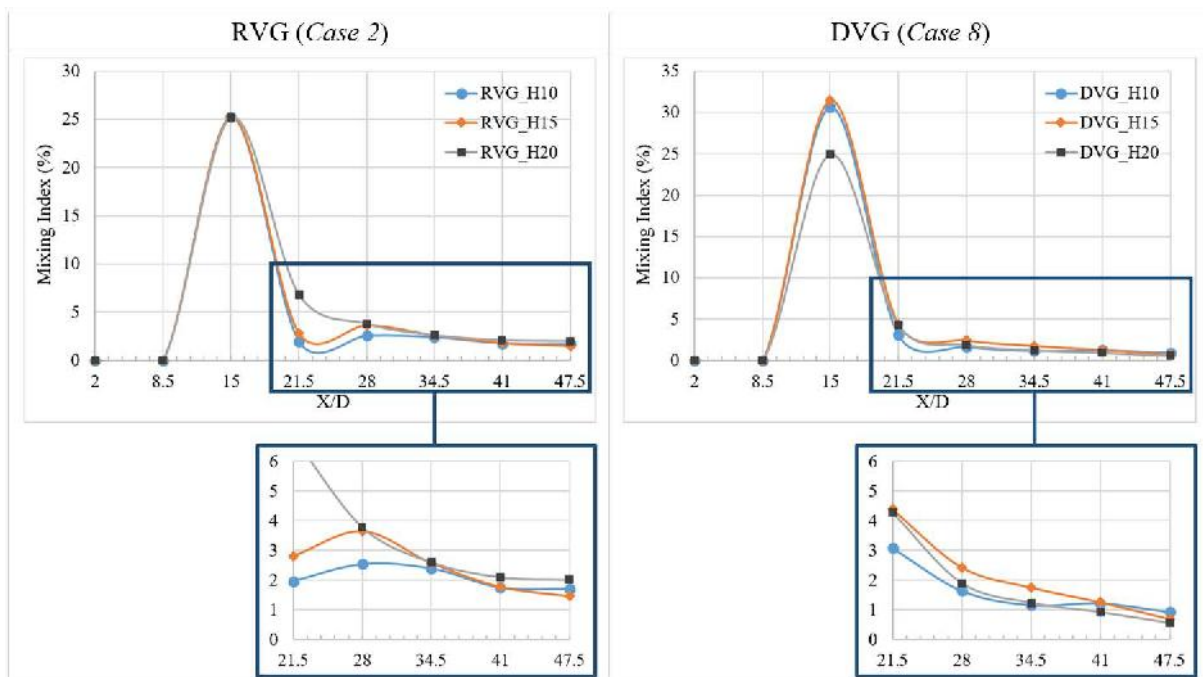 RVG (Case 2)
30
25
20
15
10
5
0
Mixing Index (%)
RVG_H10
RVG_H15
RVG_H20
2 8.5 15 21.5 28 34.5 41 47.5
X/D
6
5
4
3
2
1
0
21.5 28 34.5 41 47.5
DVG (Case 8)
35
30
25
20
15
10
5
0
Mixing Index (%)
DVG_H10
DVG_H15
DVG_H20
2 8.5 15 21.5 28 34.5 41 47.5
X/D
6
5
4
3
2
1
0
21.5 28 34.5 41 47.5